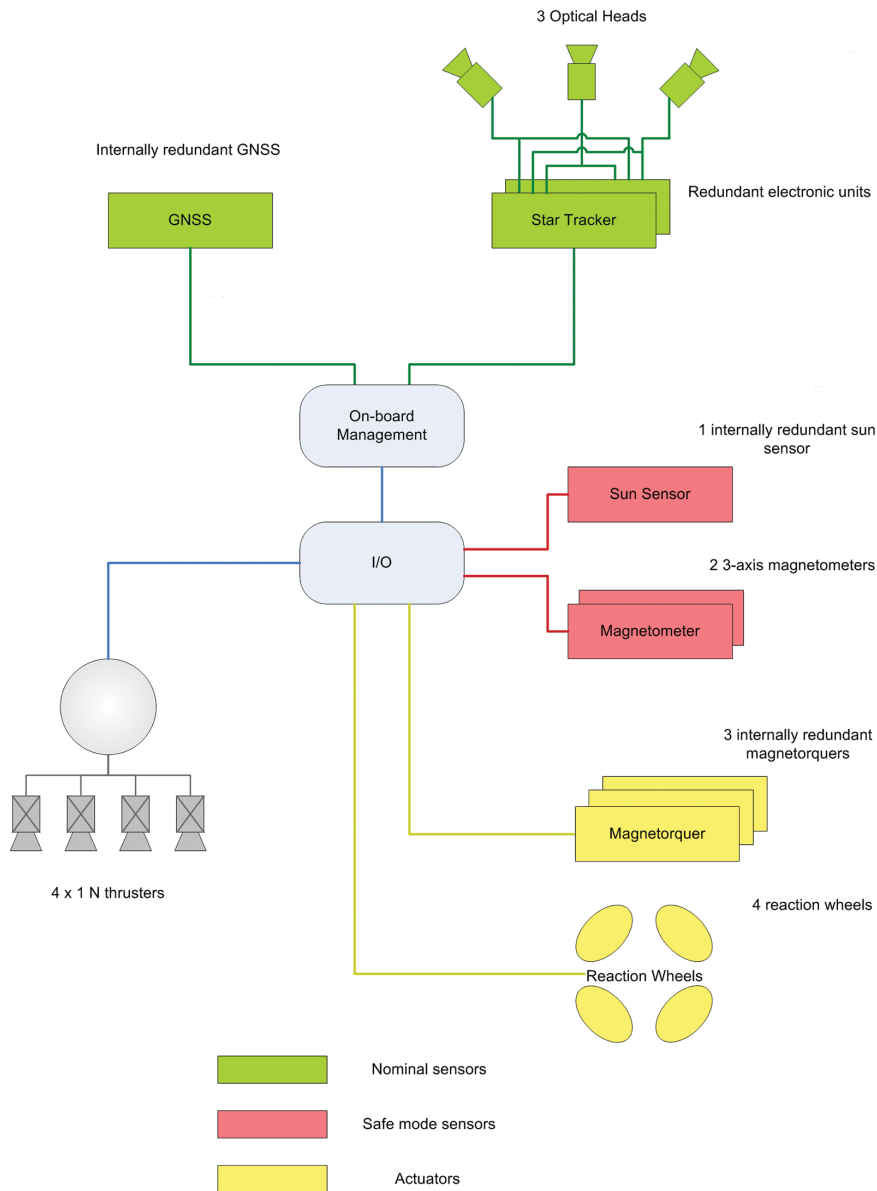 3 Optical Heads
Internally redundant GNSS
Redundant electronic units
GNSS
Star Tracker
On-board
Management
1 internally redundant sun
sensor
Sun Sensor
I/O
2 3-axis magnetometers
Magnetometer
3 internally redundant
magnetorquers
Magnetorquer
4 x 1 N thrusters
4 reaction wheels
Reaction Wheels
Nominal sensors
Safe mode sensors
Actuators